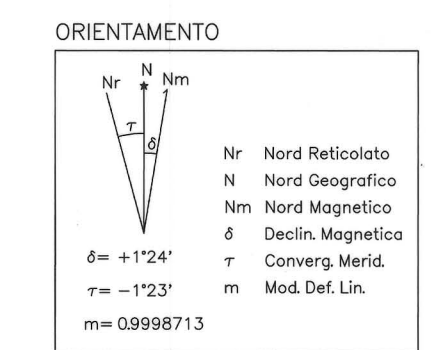 ORIENTAMENTO
Nr N Nm
τ δ
Nr Nord Reticolato
N Nord Geografico
Nm Nord Magnetico
δ Declin. Magnetica
τ Converg. Merid.
m Mod. Def. Lin.
δ= +1°24'
τ= −1°23'
m= 0.9998713